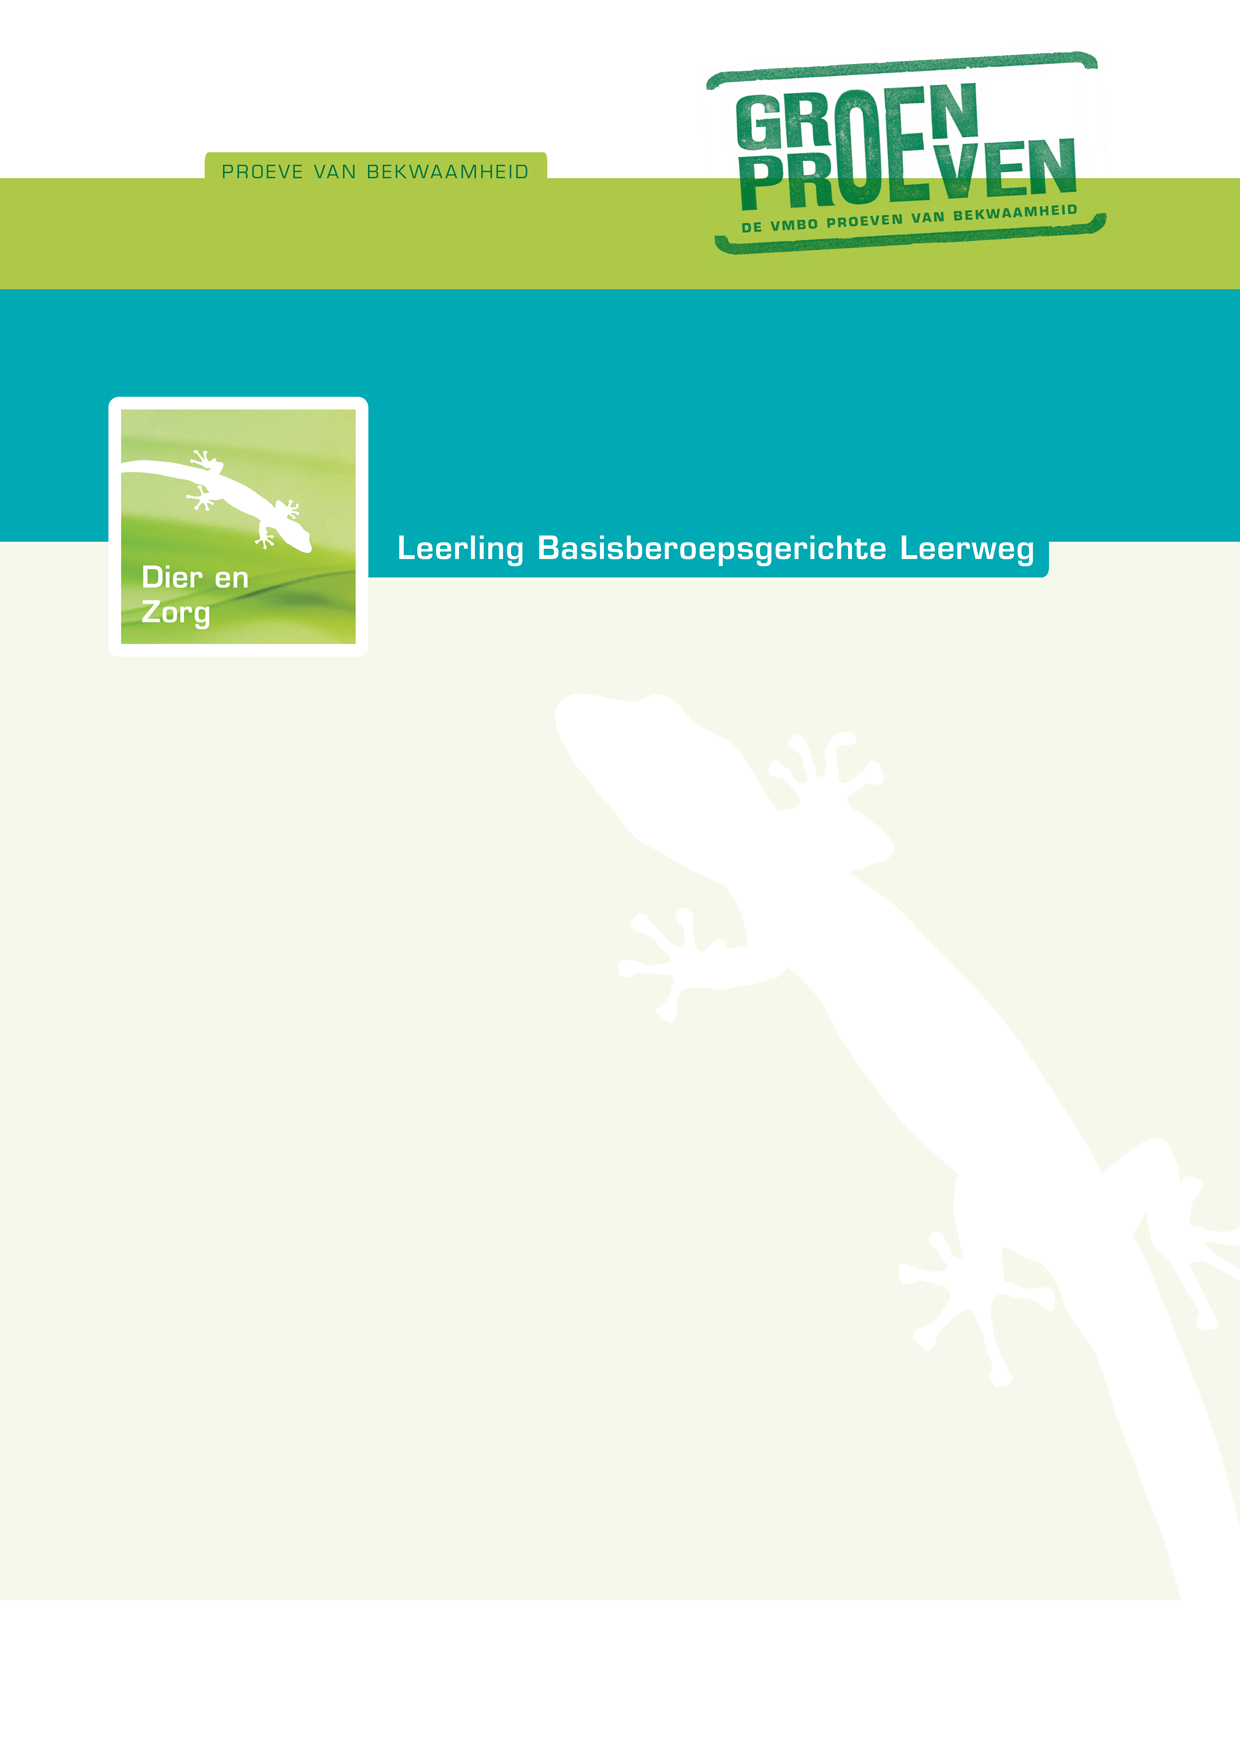 PROEVE VAN BEKWAAMHEID
GROEN
PROEVEN
DE VMBO PROEVEN VAN BEKWAAMHEID
Leerling Basisberoepsgerichte Leerweg
Dier en
Zorg